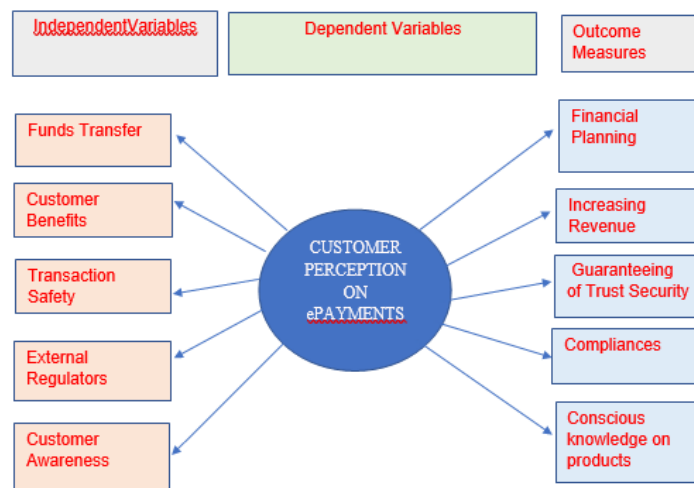 IndependentVariables
Dependent Variables
Outcome
Measures
Funds Transfer
Customer
Benefits
Transaction
Safety
External
Regulators
Customer
Awareness
CUSTOMER
PERCEPTION
ON
ePAYMENTS
Financial
Planning
Increasing
Revenue
Guaranteeing
of Trust Security
Compliances
Conscious
knowledge on
products